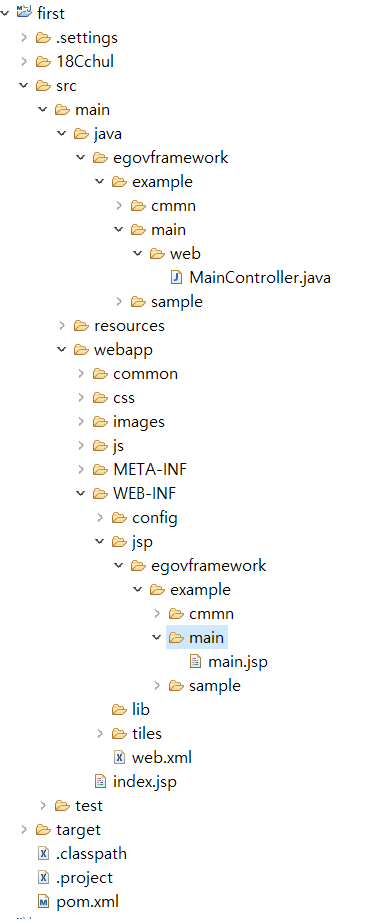 first
.settings
18Cchul
src
main
java
egovframework
example
cmmn
main
web
MainController.java
sample
resources
webapp
common
css
images
js
META-INF
WEB-INF
config
jsp
egovframework
example
cmmn
main
main.jsp
sample
lib
tiles
web.xml
index.jsp
test
target
.classpath
.project
pom.xml